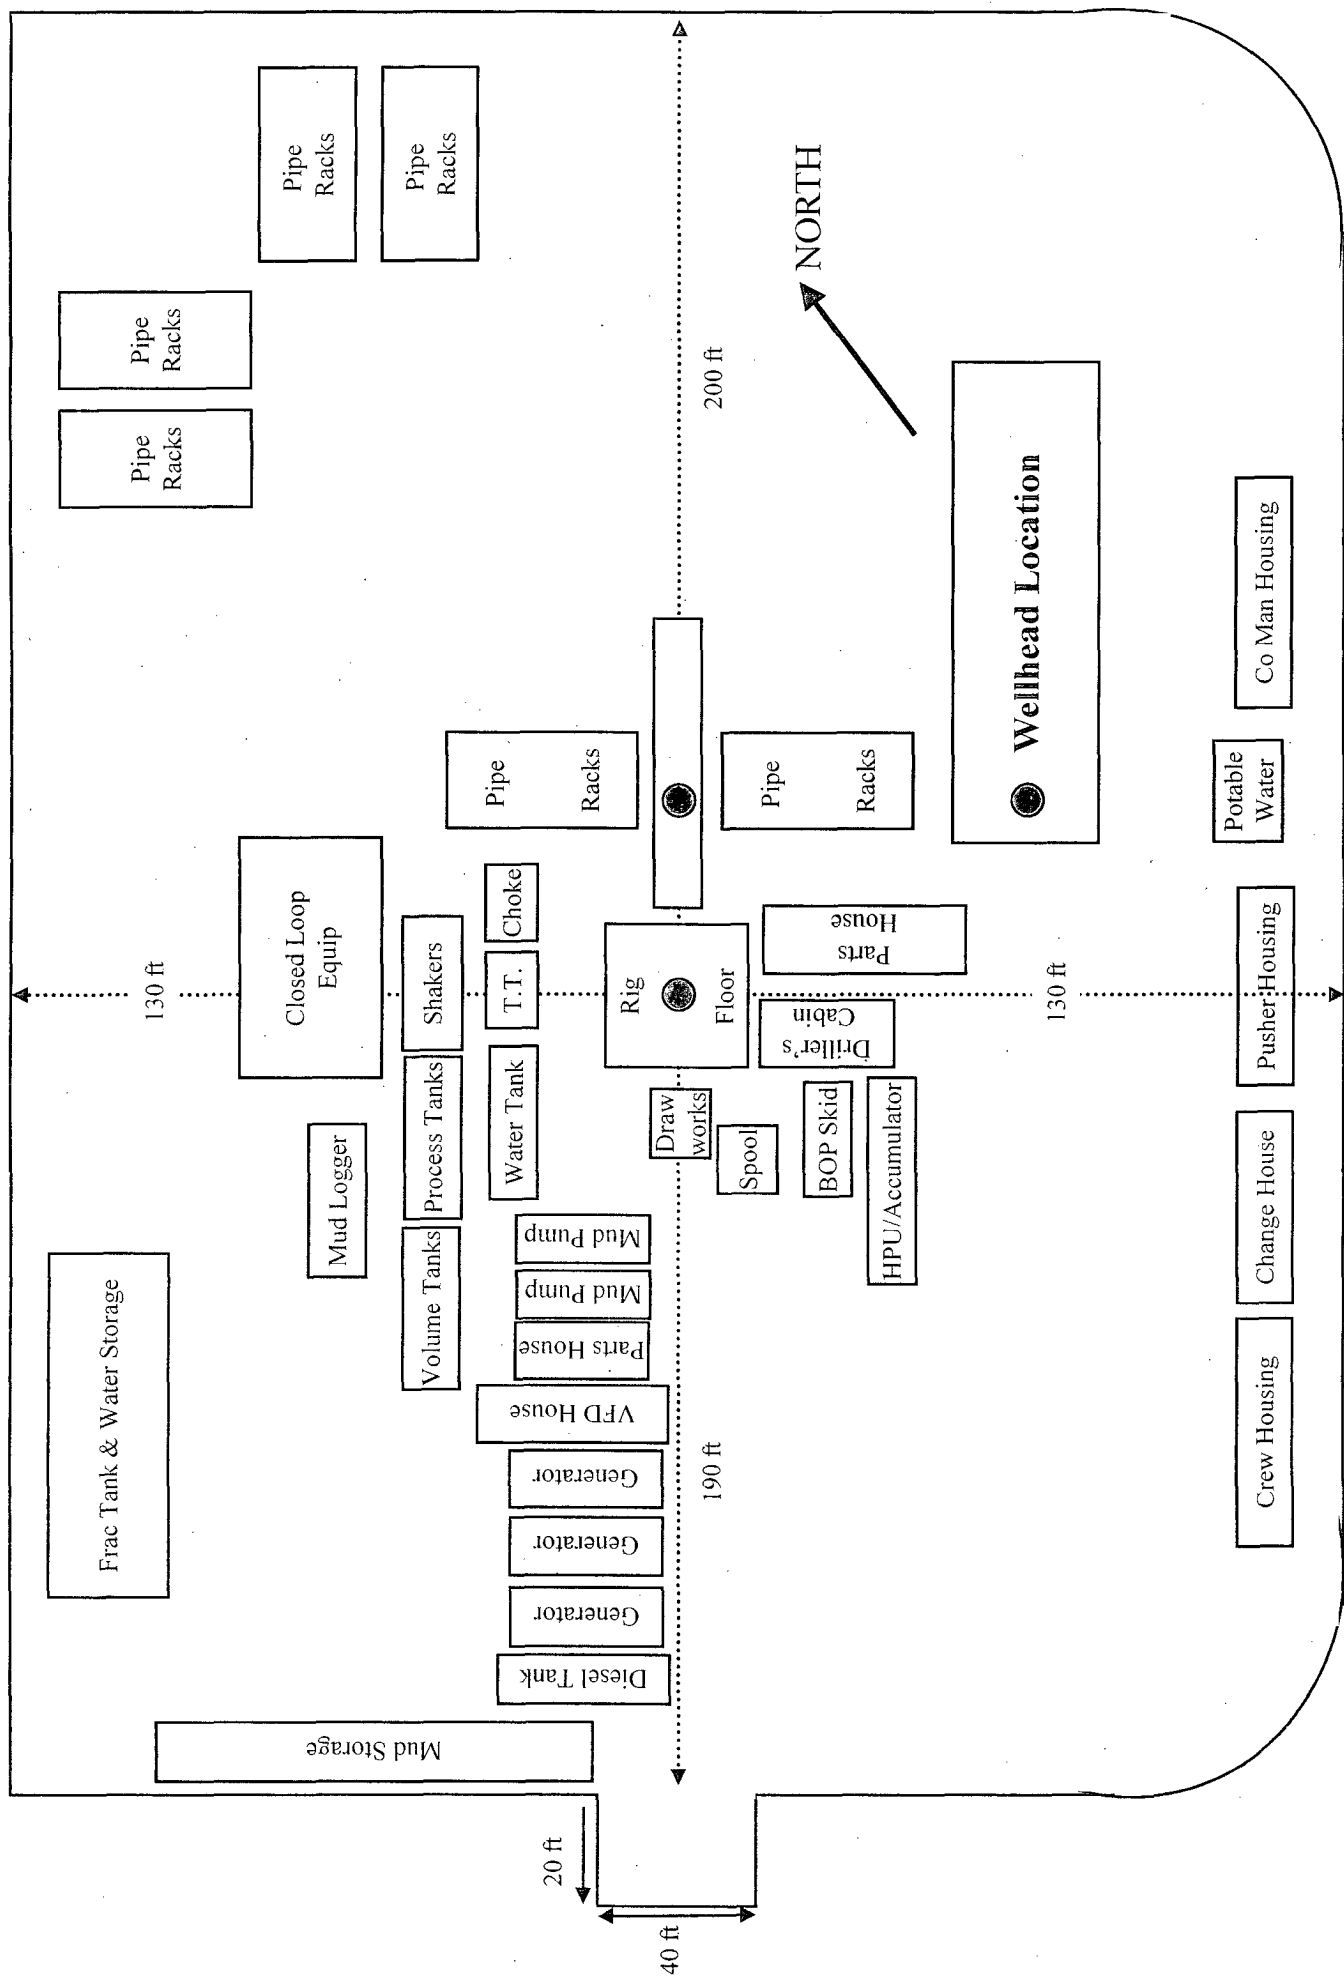 Pipe
Racks
Pipe
Racks
Pipe
Racks
Pipe
Racks
NORTH
200 ft
Wellhead Location
Co Man Housing
Potable
Water
Pipe
Racks
Pipe
Racks
Closed Loop
Equip
Choke
Shakers
T.T.
Rig
Floor
Parts
House
Driller's
Cabin
130 ft
130 ft
Pusher Housing
Mud Logger
Process Tanks
Water Tank
Draw
works
Spool
BOP Skid
HPU/Accumulator
Change House
Frac Tank & Water Storage
Volume Tanks
Mud Pump
Mud Pump
Parts House
VFD House
Generator
Generator
Generator
Diesel Tank
190 ft
Crew Housing
Mud Storage
20 ft
40 ft